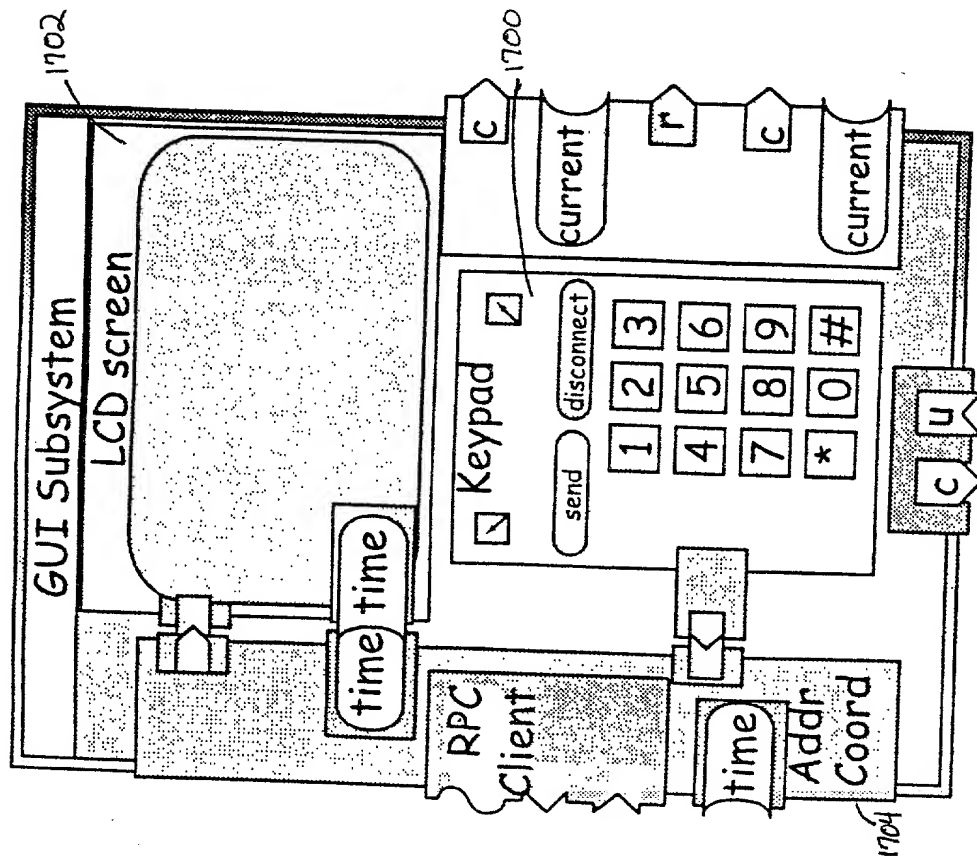 1702
1700
GUI Subsystem
LCD screen
c
current
r
c
current
time time
Keypad
send disconnect
1 2 3
4 5 6
7 8 9
* 0 #
RPC
Client
time
Addr
Coord
c u
1704